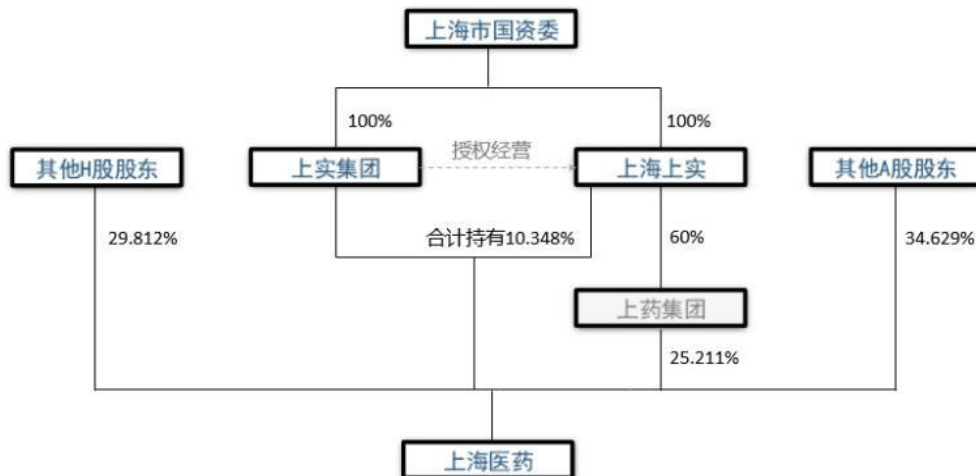 上海市国资委
100%
100%
授权经营
其他H股股东
上实集团
上海上实
其他A股股东
29.812%
合计持有10.348%
60%
34.629%
上药集团
25.211%
上海医药